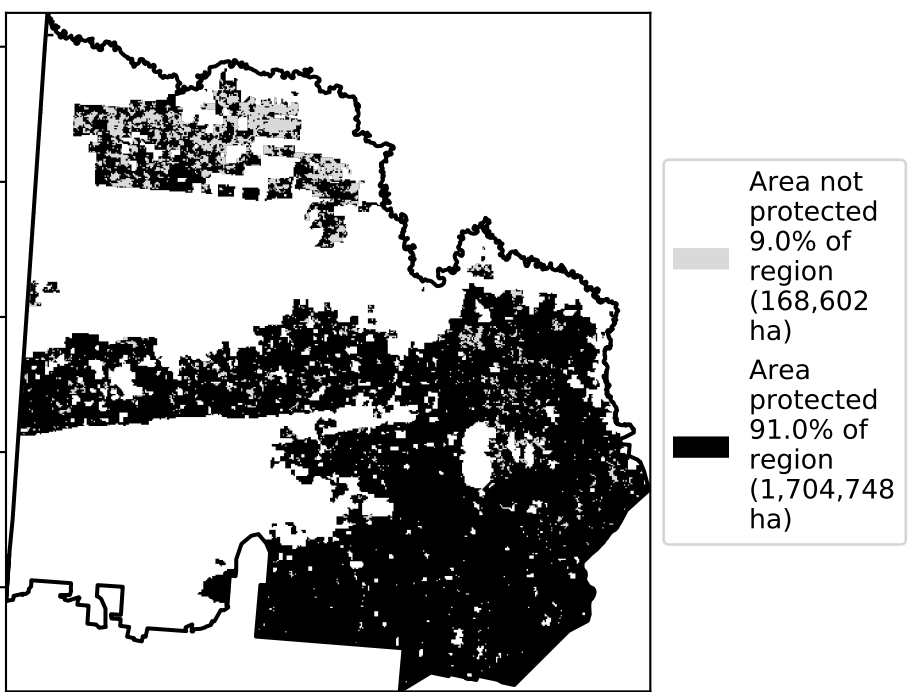 Area not
protected
9.0% of
region
(168,602
ha)
Area
protected
91.0% of
region
(1,704,748
ha)